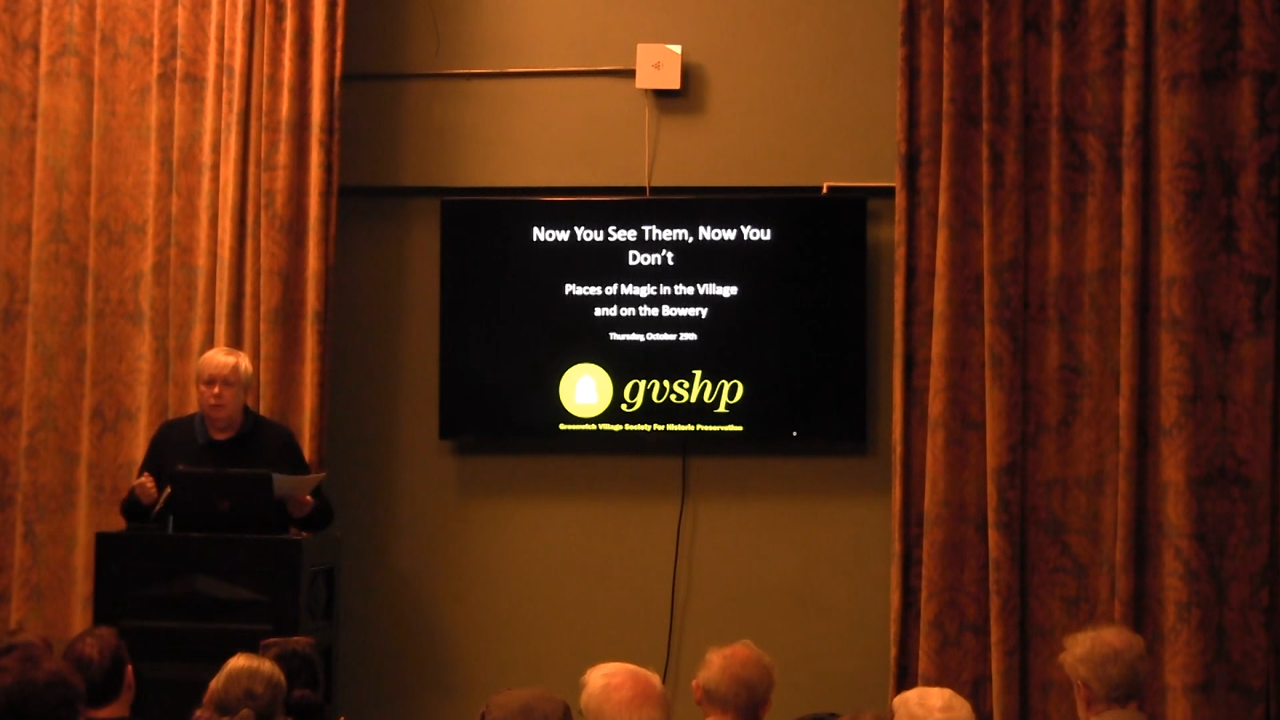 Now You See Them, Now You
Don't
Places of Magic in the Village
and on the Bowery
Thursday, October 29th
gvshp
Greenwich Village Society For Historic Preservation